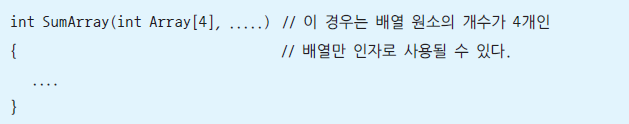 int SumArray(int Array[4], .....) // 이 경우는 배열 원소의 개수가 4개인
{ // 배열만 인자로 사용될 수 있다.
....
}